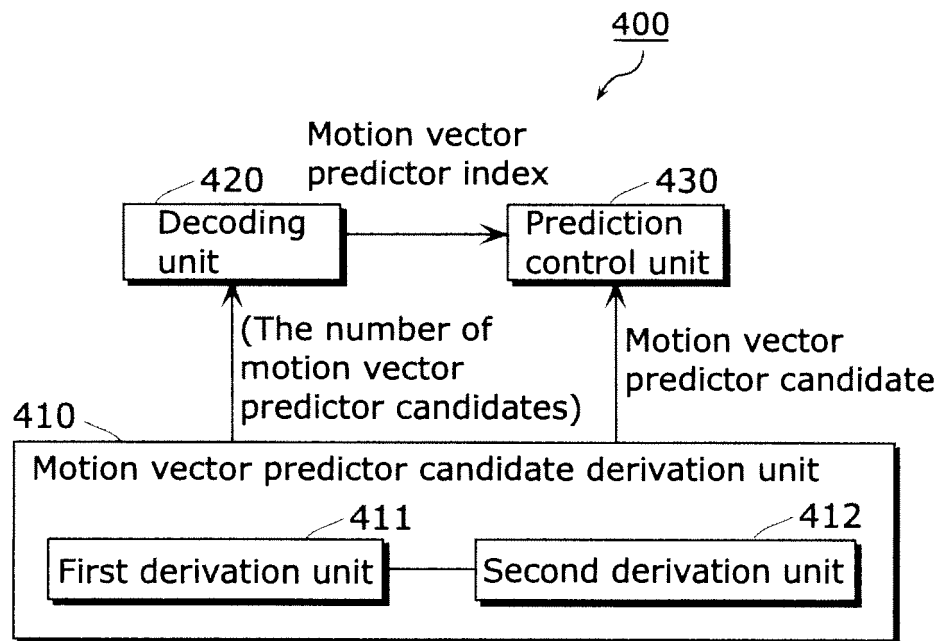 400
Motion vector
predictor index
420
430
Decoding
unit
Prediction
control unit
(The number of
motion vector
predictor candidates)
Motion vector
predictor candidate
410
Motion vector predictor candidate derivation unit
411
412
First derivation unit
Second derivation unit